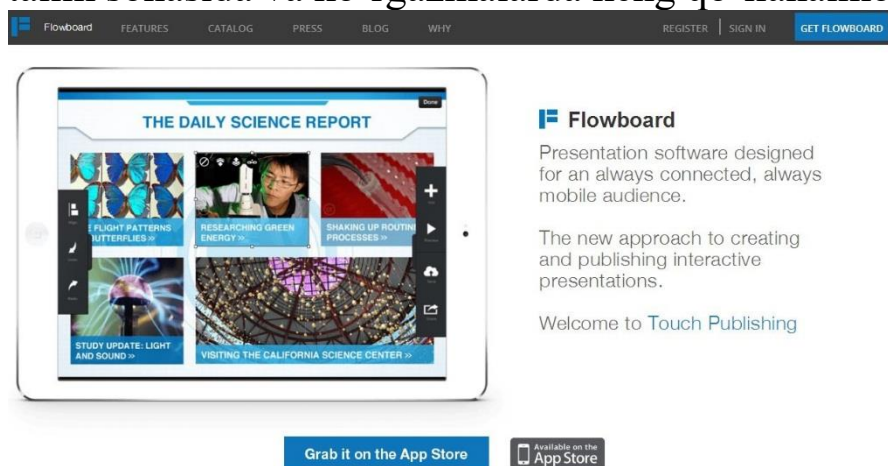 Flowboard FEATURES CATALOG PRESS BLOG WHY REGISTER SIGN IN GET FLOWBOARD
Done
THE DAILY SCIENCE REPORT
FLIGHT PATTERNS
BUTTERFLIES »
RESEARCHING GREEN
ENERGY »
SHAKING UP ROUTIN
PROCESSES »
STUDY UPDATE: LIGHT
AND SOUND »
VISITING THE CALIFORNIA SCIENCE CENTER »
Flowboard
Presentation software designed
for an always connected, always
mobile audience.
The new approach to creating
and publishing interactive
presentations.
Welcome to Touch Publishing
Grab it on the App Store
Available on the
App Store